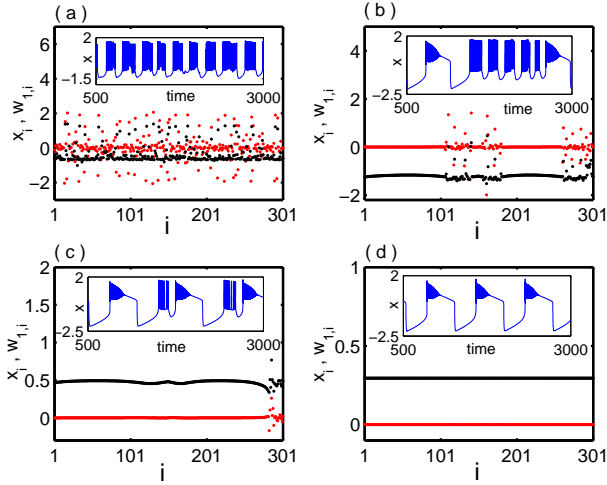 ( a )
6
4
2
0
−2
x_i , w_{1,i}
1
101
201
301
i
2
−1.5
x
500
time
3000
( b )
6
4
2
0
−2
x_i , w_{1,i}
1
101
201
301
i
2
−2.5
x
500
time
3000
( c )
2
1.5
1
0.5
0
x_i , w_{1,i}
1
101
201
301
i
2
−2.5
x
500
time
3000
( d )
1
0.5
0
x_i , w_{1,i}
1
101
201
301
i
2
−2.5
x
500
time
3000